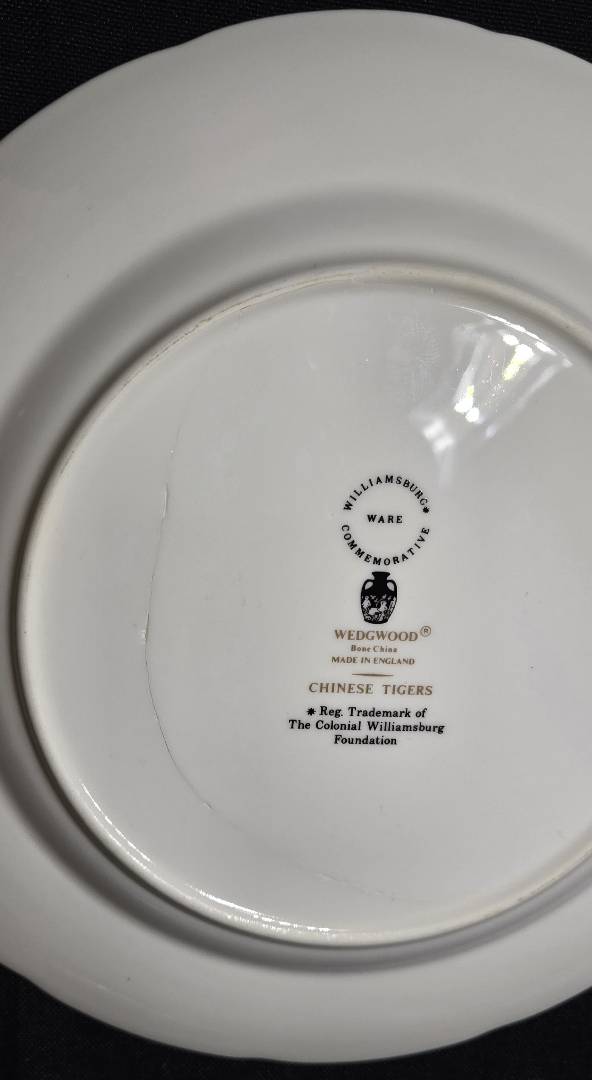 WILLIAMSBURG*
WARE
COMMEMORATIVE
WEDGWOOD®
Bone China
MADE IN ENGLAND
CHINESE TIGERS
* Reg. Trademark of
The Colonial Williamsburg
Foundation